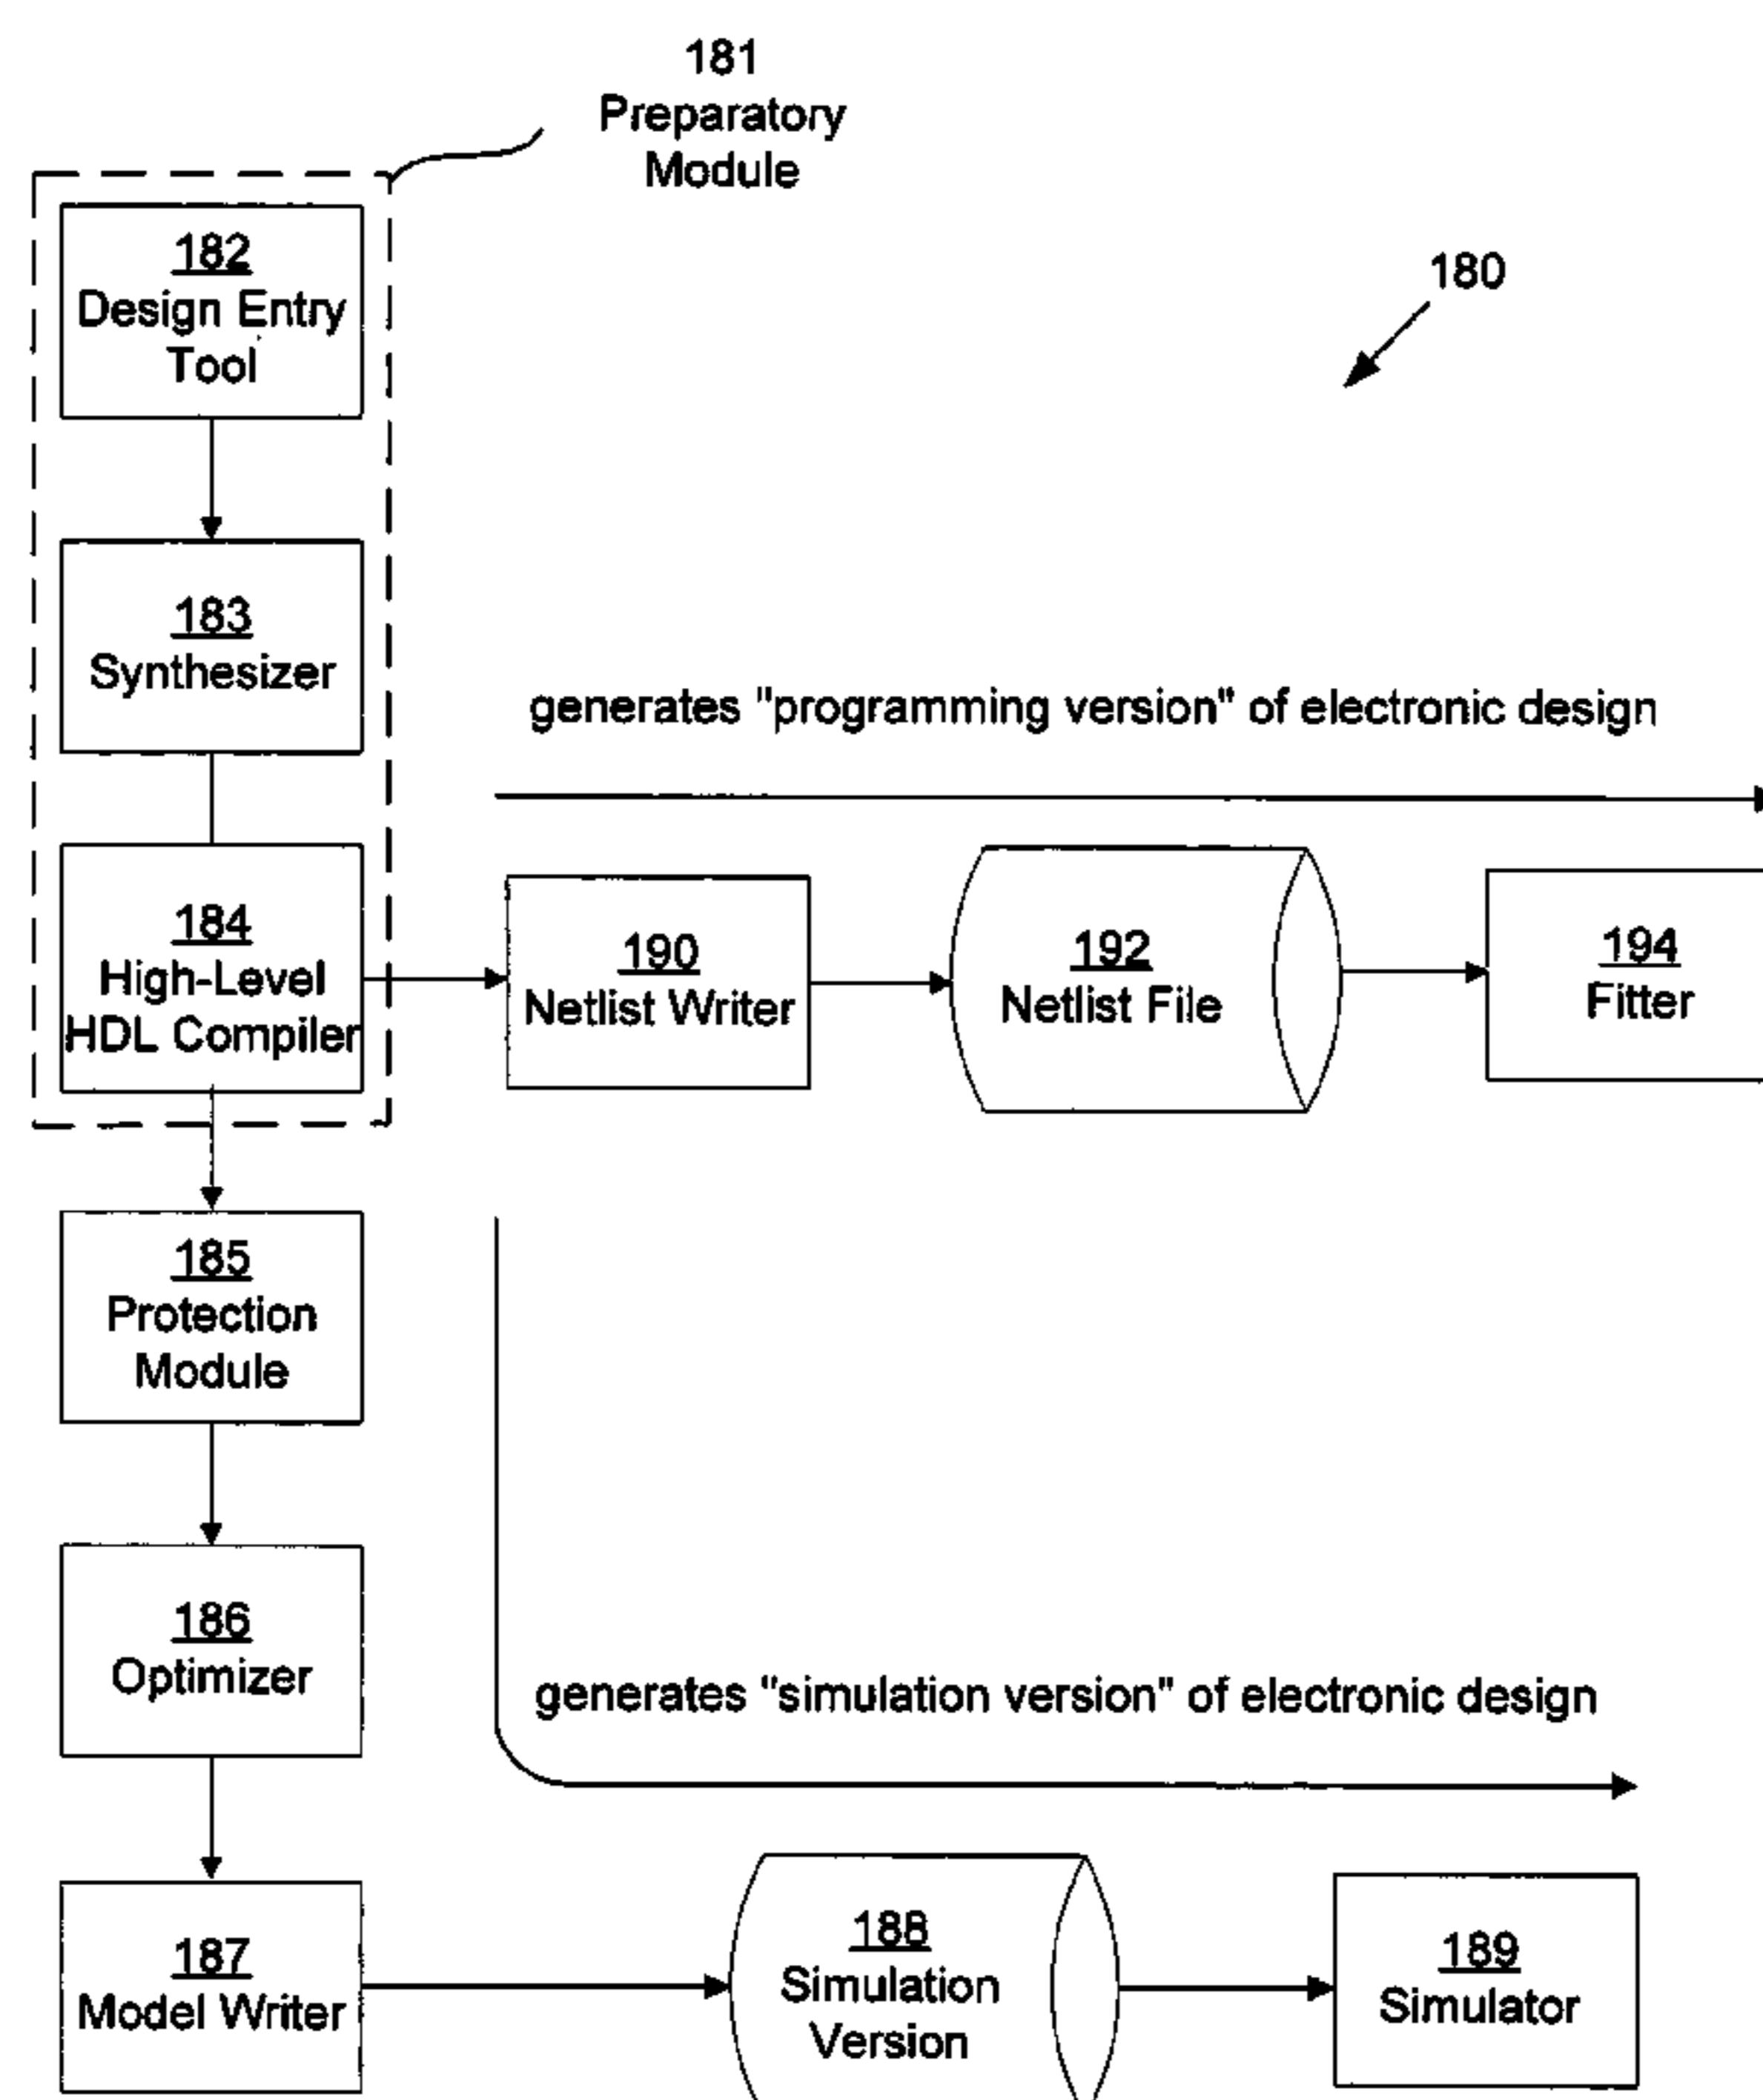 181
Preparatory
Module
182
Design Entry
Tool
180
183
Synthesizer
generates "programming version" of electronic design
184
High-Level
HDL Compiler
190
Netlist Writer
192
Netlist File
194
Fitter
185
Protection
Module
186
Optimizer
generates "simulation version" of electronic design
187
Model Writer
188
Simulation
Version
189
Simulator